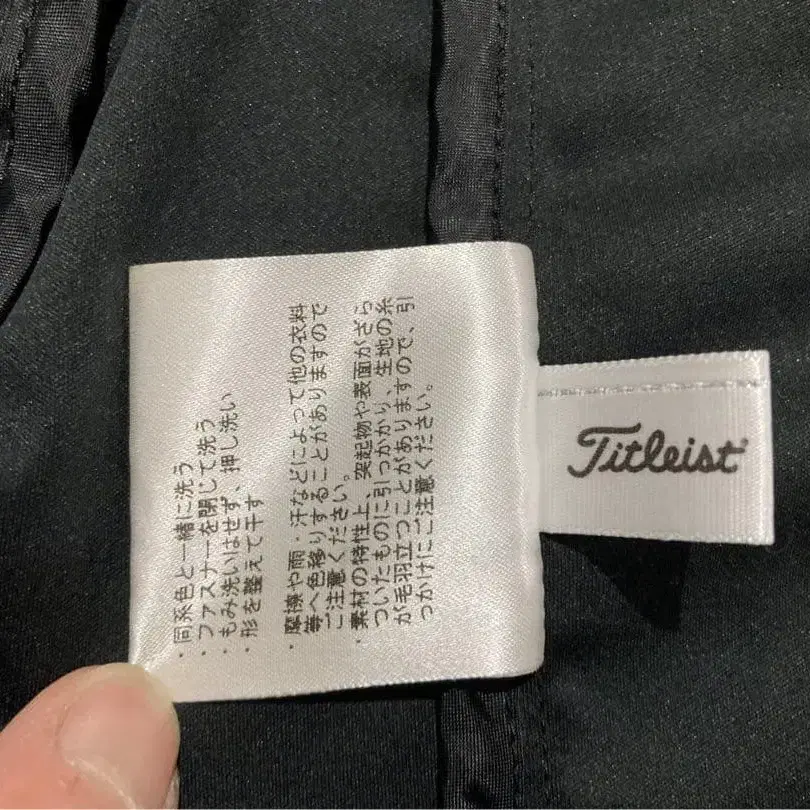 ・同系色と一緒に洗う
・ファスナーを閉じて洗う
・もみ洗いはせず、押し洗い
・形を整えて干す
・摩擦や雨・汗などによって他の衣料
等へ色移りすることがありますので
ご注意ください。
・素材の特性上、突起物や表面がざら
ついたものに引っかかり、生地の糸
が毛羽立つことがありますので、引
っかけにご注意ください。
Titleist